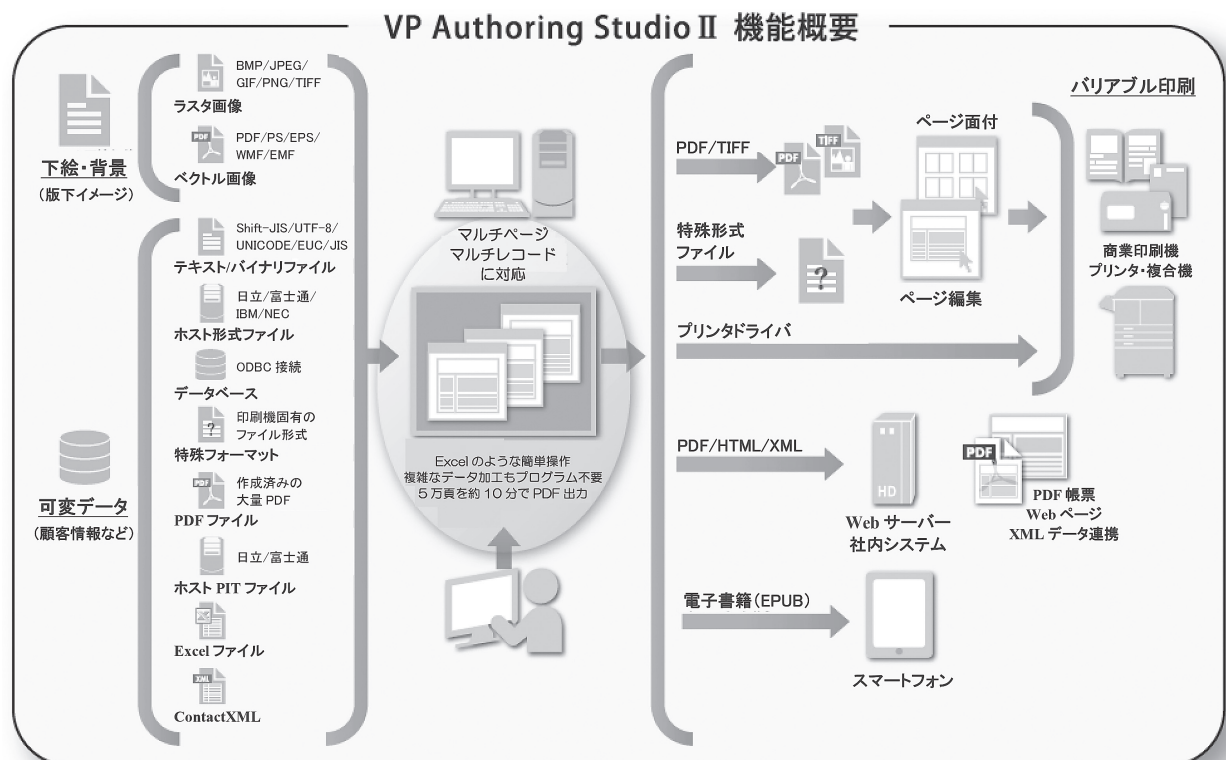 VP Authoring Studio II 機能概要
下絵・背景
（版下イメージ）
BMP/JPEG/
GIF/PNG/TIFF
ラスタ画像
PDF
PDF/PS/EPS/
WMF/EMF
ベクトル画像
可変データ
（顧客情報など）
Shift-JIS/UTF-8/
UNICODE/EUC/JIS
テキスト/バイナリファイル
日立/富士通/
IBM/NEC
ホスト形式ファイル
ODBC 接続
データベース
?
印刷機固有の
ファイル形式
特殊フォーマット
PDF
作成済みの
大量 PDF
PDF ファイル
日立/富士通
ホスト PIT ファイル
Excel ファイル
XML
ContactXML
マルチページ
マルチレコード
に対応
Excel のような簡単操作
複雑なデータ加工もプログラム不要
5 万頁を約 10 分で PDF 出力
PDF/TIFF
PDF
TIFF
特殊形式
ファイル
?
ページ面付
ページ編集
プリンタドライバ
バリアブル印刷
商業印刷機
プリンタ・複合機
PDF/HTML/XML
HD
Web サーバー
社内システム
PDF
PDF 帳票
Web ページ
XML データ連携
電子書籍（EPUB）
スマートフォン